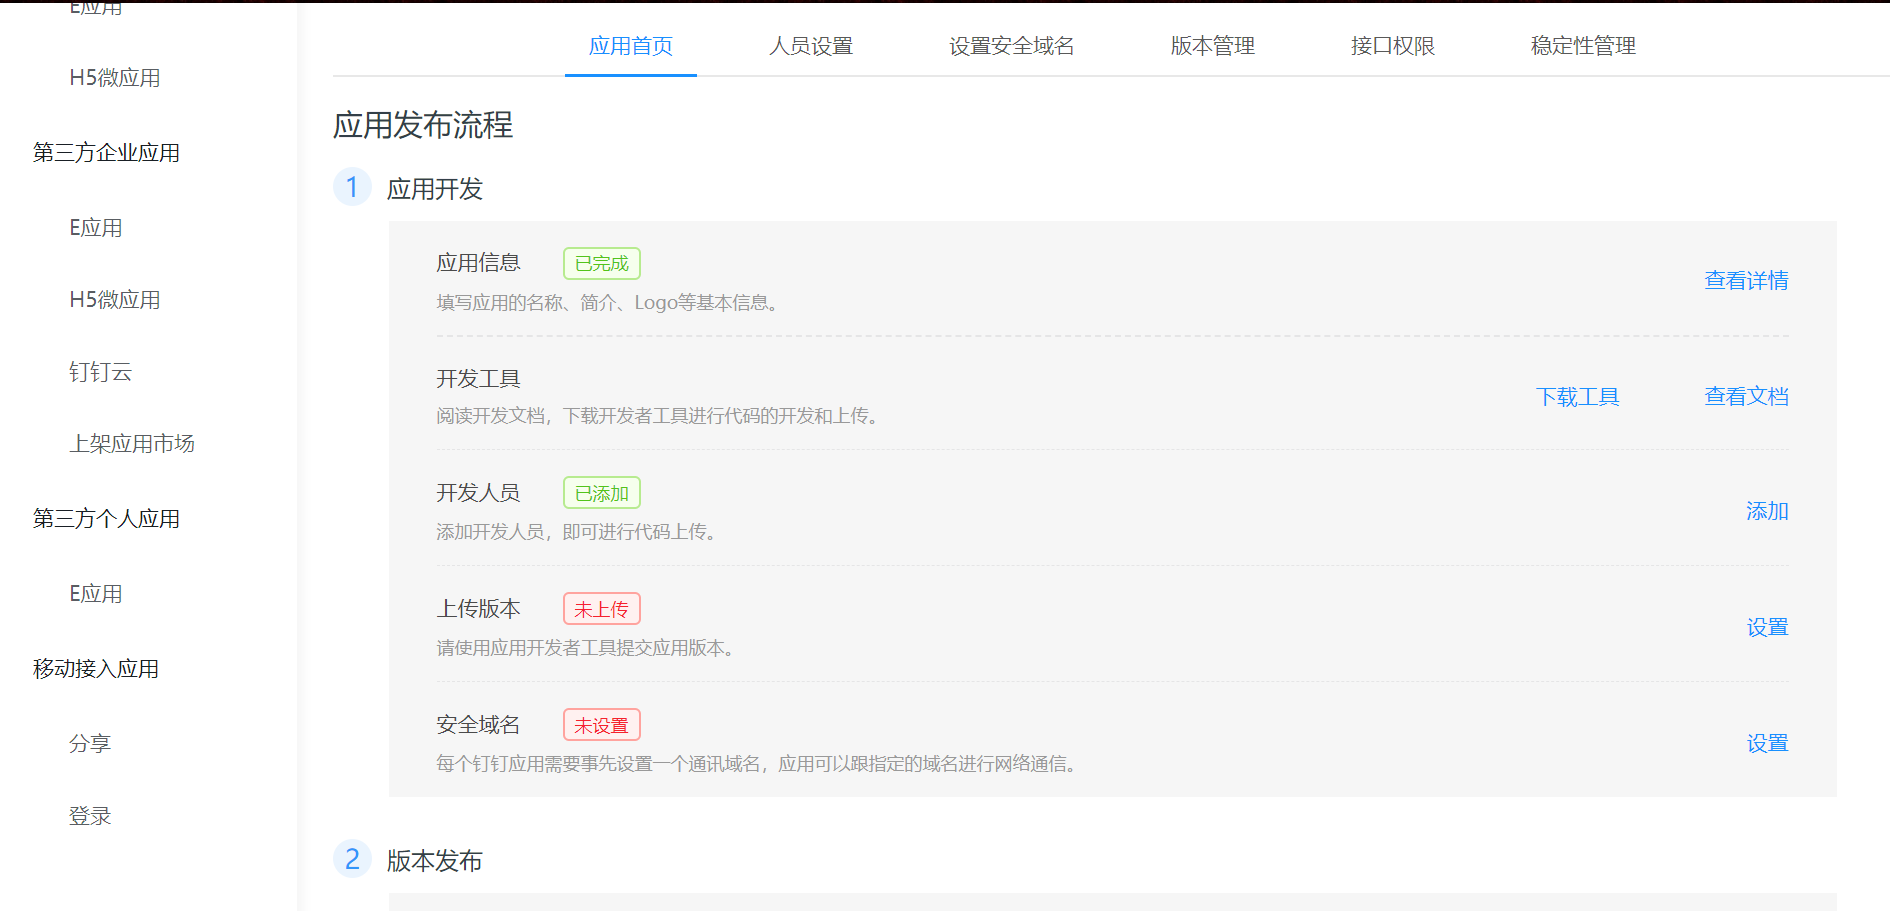 E应用
H5微应用
第三方企业应用
E应用
H5微应用
钉钉云
上架应用市场
第三方个人应用
E应用
移动接入应用
分享
登录
应用首页 人员设置 设置安全域名 版本管理 接口权限 稳定性管理
应用发布流程
1 应用开发
应用信息 已完成
填写应用的名称、简介、Logo等基本信息。
查看详情
开发工具
阅读开发文档，下载开发者工具进行代码的开发和上传。
下载工具 查看文档
开发人员 已添加
添加开发人员，即可进行代码上传。
添加
上传版本 未上传
请使用应用开发者工具提交应用版本。
设置
安全域名 未设置
每个钉钉应用需要事先设置一个通讯域名，应用可以跟指定的域名进行网络通信。
设置
2 版本发布